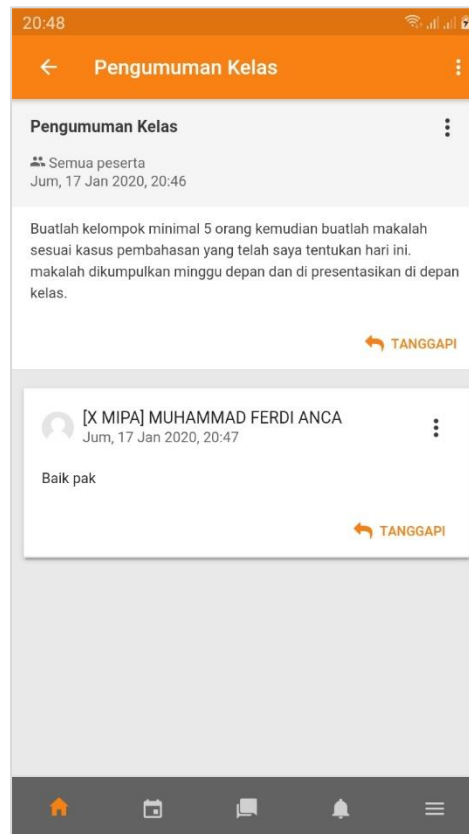 20:48
Pengumuman Kelas
Pengumuman Kelas
Semua peserta
Jum, 17 Jan 2020, 20:46
Buatlah kelompok minimal 5 orang kemudian buatlah makalah
sesuai kasus pembahasan yang telah saya tentukan hari ini.
makalah dikumpulkan minggu depan dan di presentasikan di depan
kelas.
TANGGAPI
[X MIPA] MUHAMMAD FERDI ANCA
Jum, 17 Jan 2020, 20:47
Baik pak
TANGGAPI